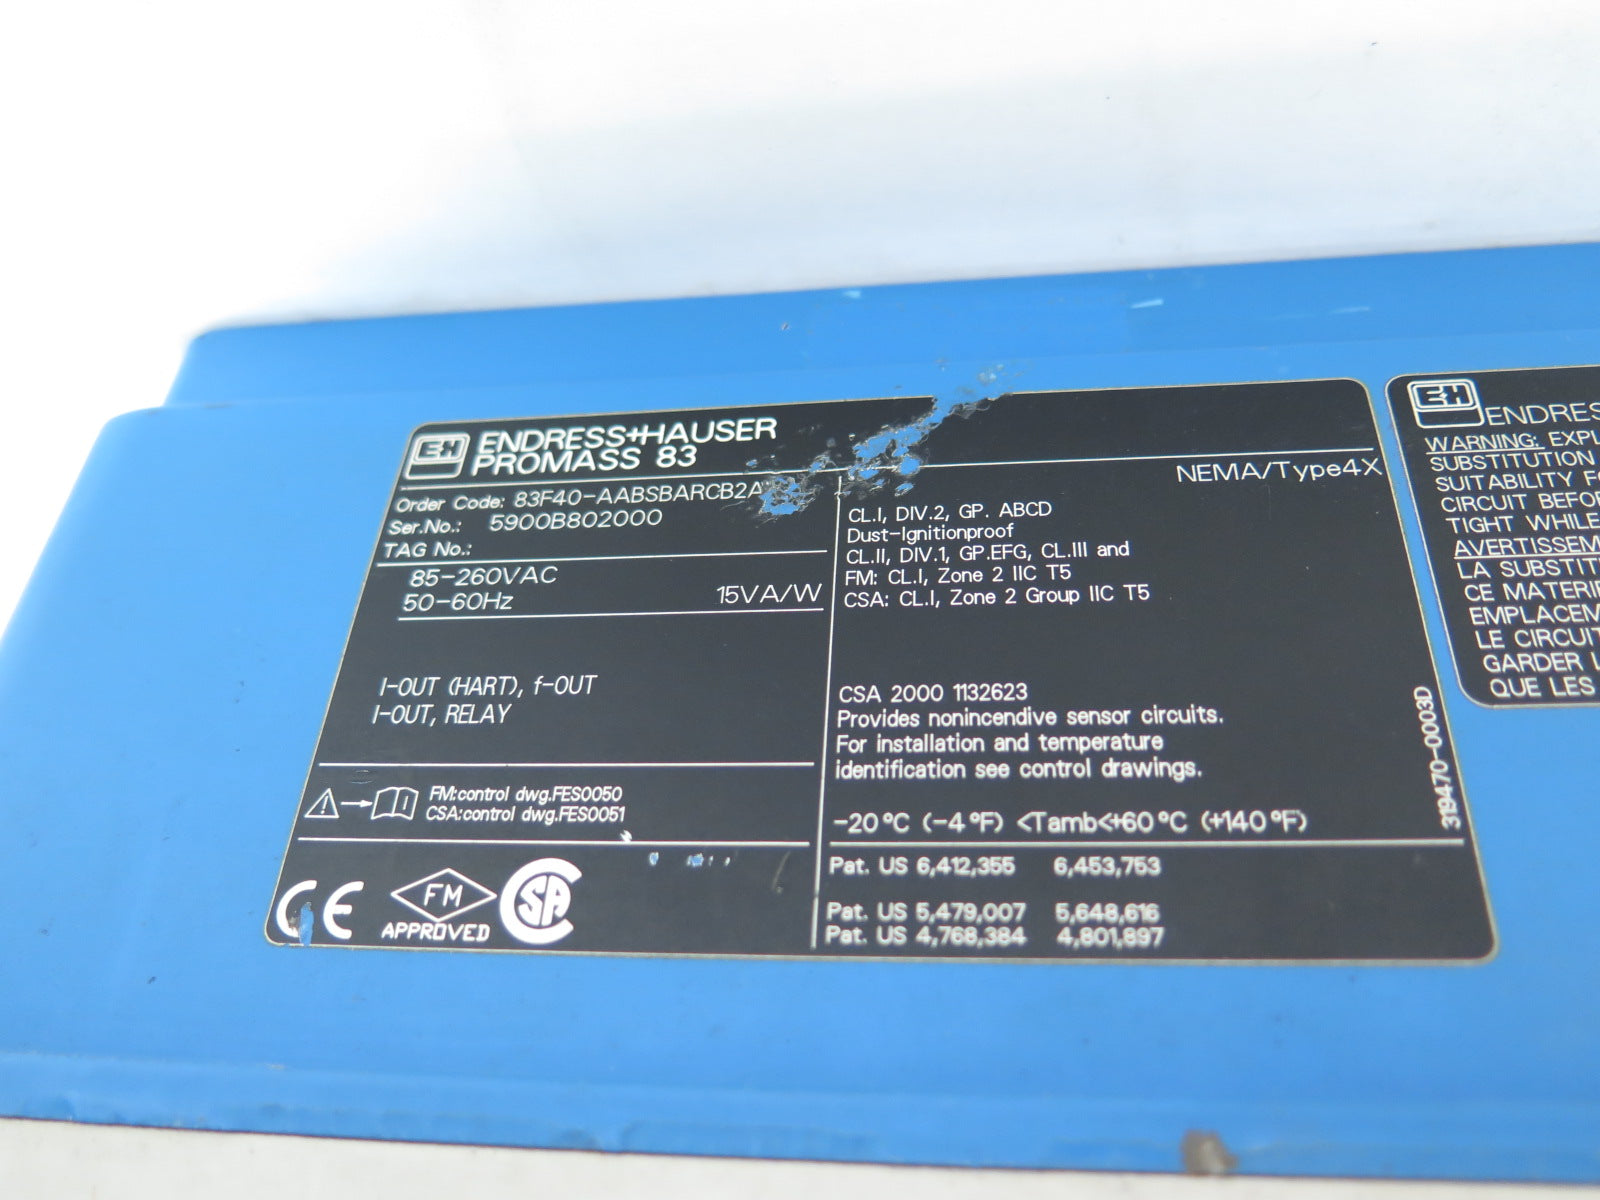 E+H ENDRESS+HAUSER
PROMASS 83
Order Code: 83F40-AABSBARCB2A
Ser.No.: 5900B802000
TAG No.:
85-260VAC
50-60Hz 15VA/W
I-OUT (HART), f-OUT
I-OUT, RELAY
FM:control dwg.FES0050
CSA:control dwg.FES0051
CE FM APPROVED CSA
NEMA/Type4X
CL.I, DIV.2, GP. ABCD
Dust-Ignitionproof
CL.II, DIV.1, GP.EFG, CL.III and
FM: CL.I, Zone 2 IIC T5
CSA: CL.I, Zone 2 Group IIC T5
CSA 2000 1132623
Provides nonincendive sensor circuits.
For installation and temperature
identification see control drawings.
-20°C (-4°F) <Tamb<+60°C (+140°F)
Pat. US 6,412,355 6,453,753
Pat. US 5,479,007 5,648,616
Pat. US 4,768,384 4,801,897
319470-0003D
E+H ENDRES
WARNING: EXPL
SUBSTITUTION
SUITABILITY F
CIRCUIT BEFO
TIGHT WHILE
AVERTISSEM
LA SUBSTIT
CE MATERIE
EMPLACEM
LE CIRCUIT
GARDER L
QUE LES